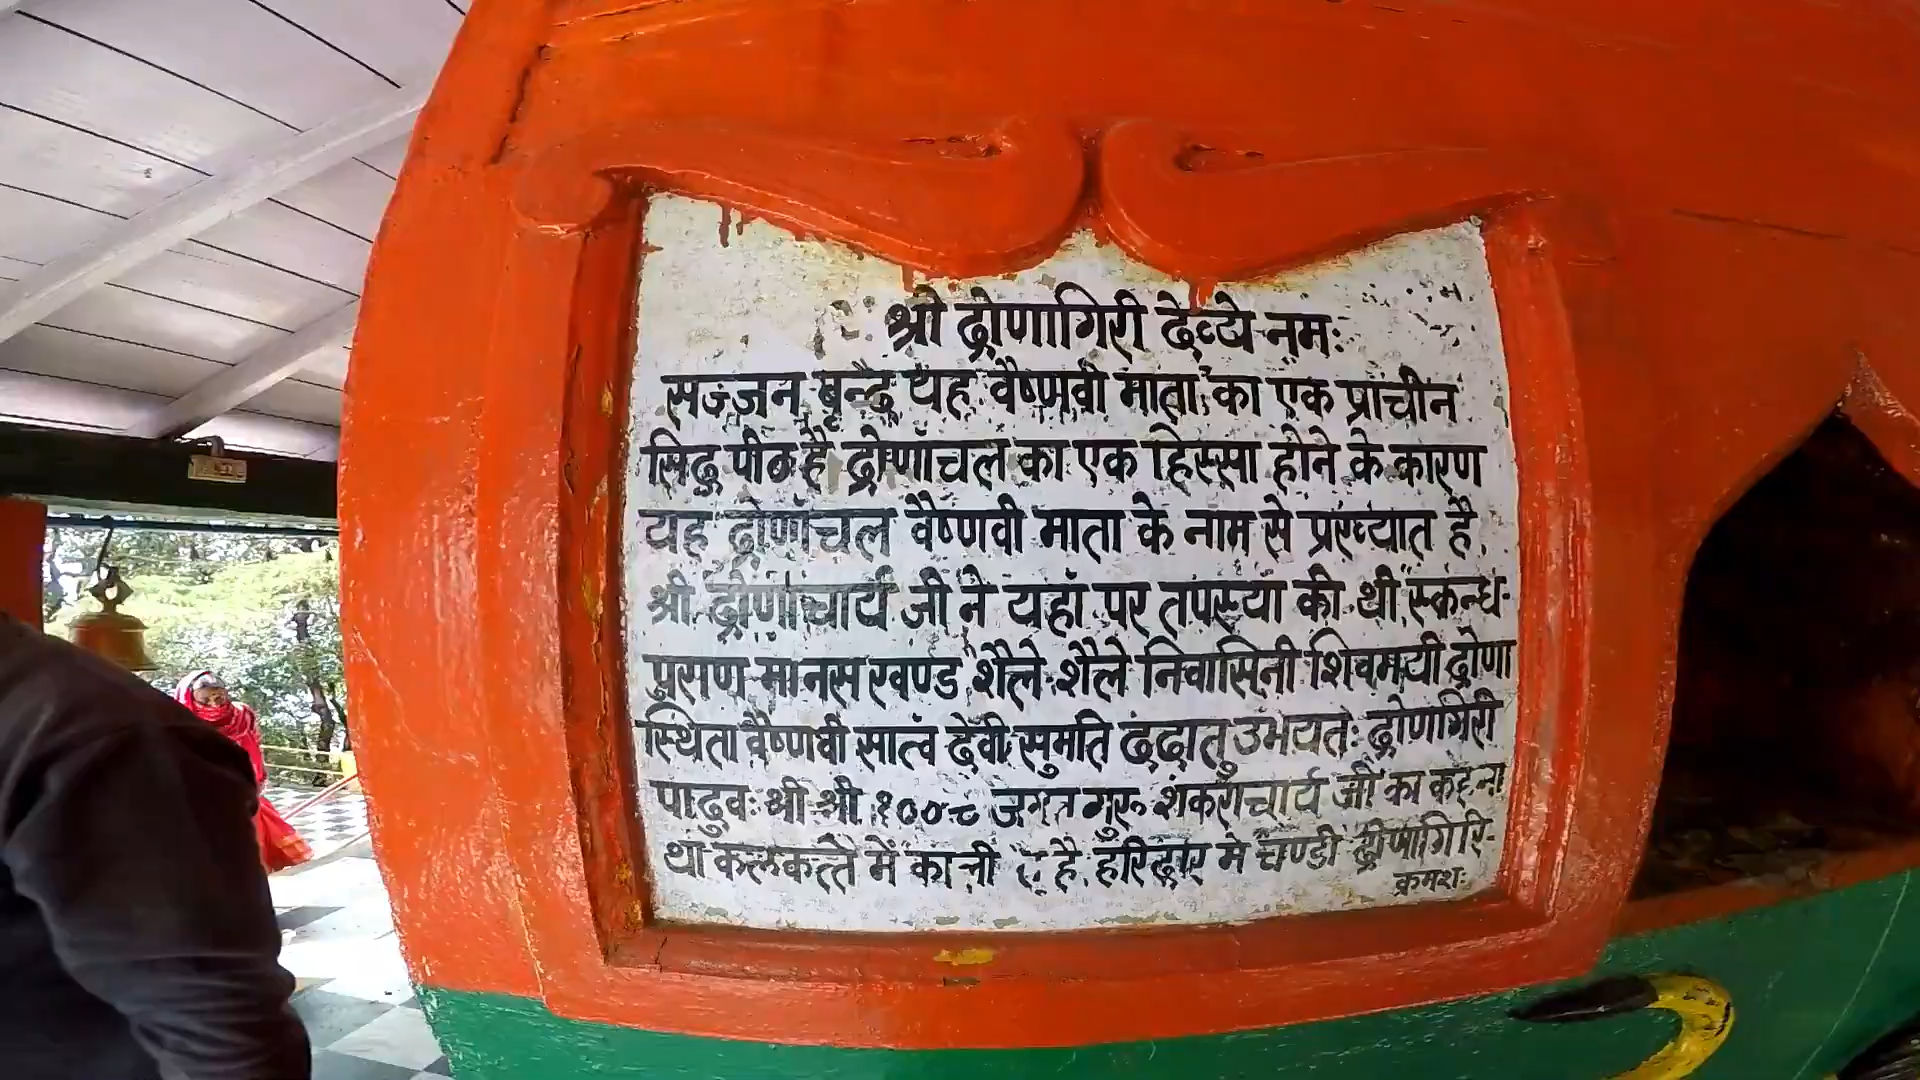 श्री द्रोणागिरी देव्यै नमः
सज्जन बृन्द यह वैष्णवी माता का एक प्राचीन
सिद्ध पीठ है द्रोणाँचल का एक हिस्सा होने के कारण
यह द्रोणाँचल वैष्णवी माता के नाम से प्रख्यात है.
श्री द्रोणाचार्य जी ने यहाँ पर तपस्या की थी स्कन्ध-
पुराण मानस खण्ड शैले शैले निवासिनी शिवमयी द्रोणा
स्थिता वैष्णवी सात्व देवी सुमति ददातु उभयतः द्रोणगिरी
पादुवः श्री श्री १००८ जगत गुरु शंकराचार्य जी का कहना
था कलकत्ते में काली है. हरिद्वार मे चण्डी द्रोणागिरि-
क्रमशः